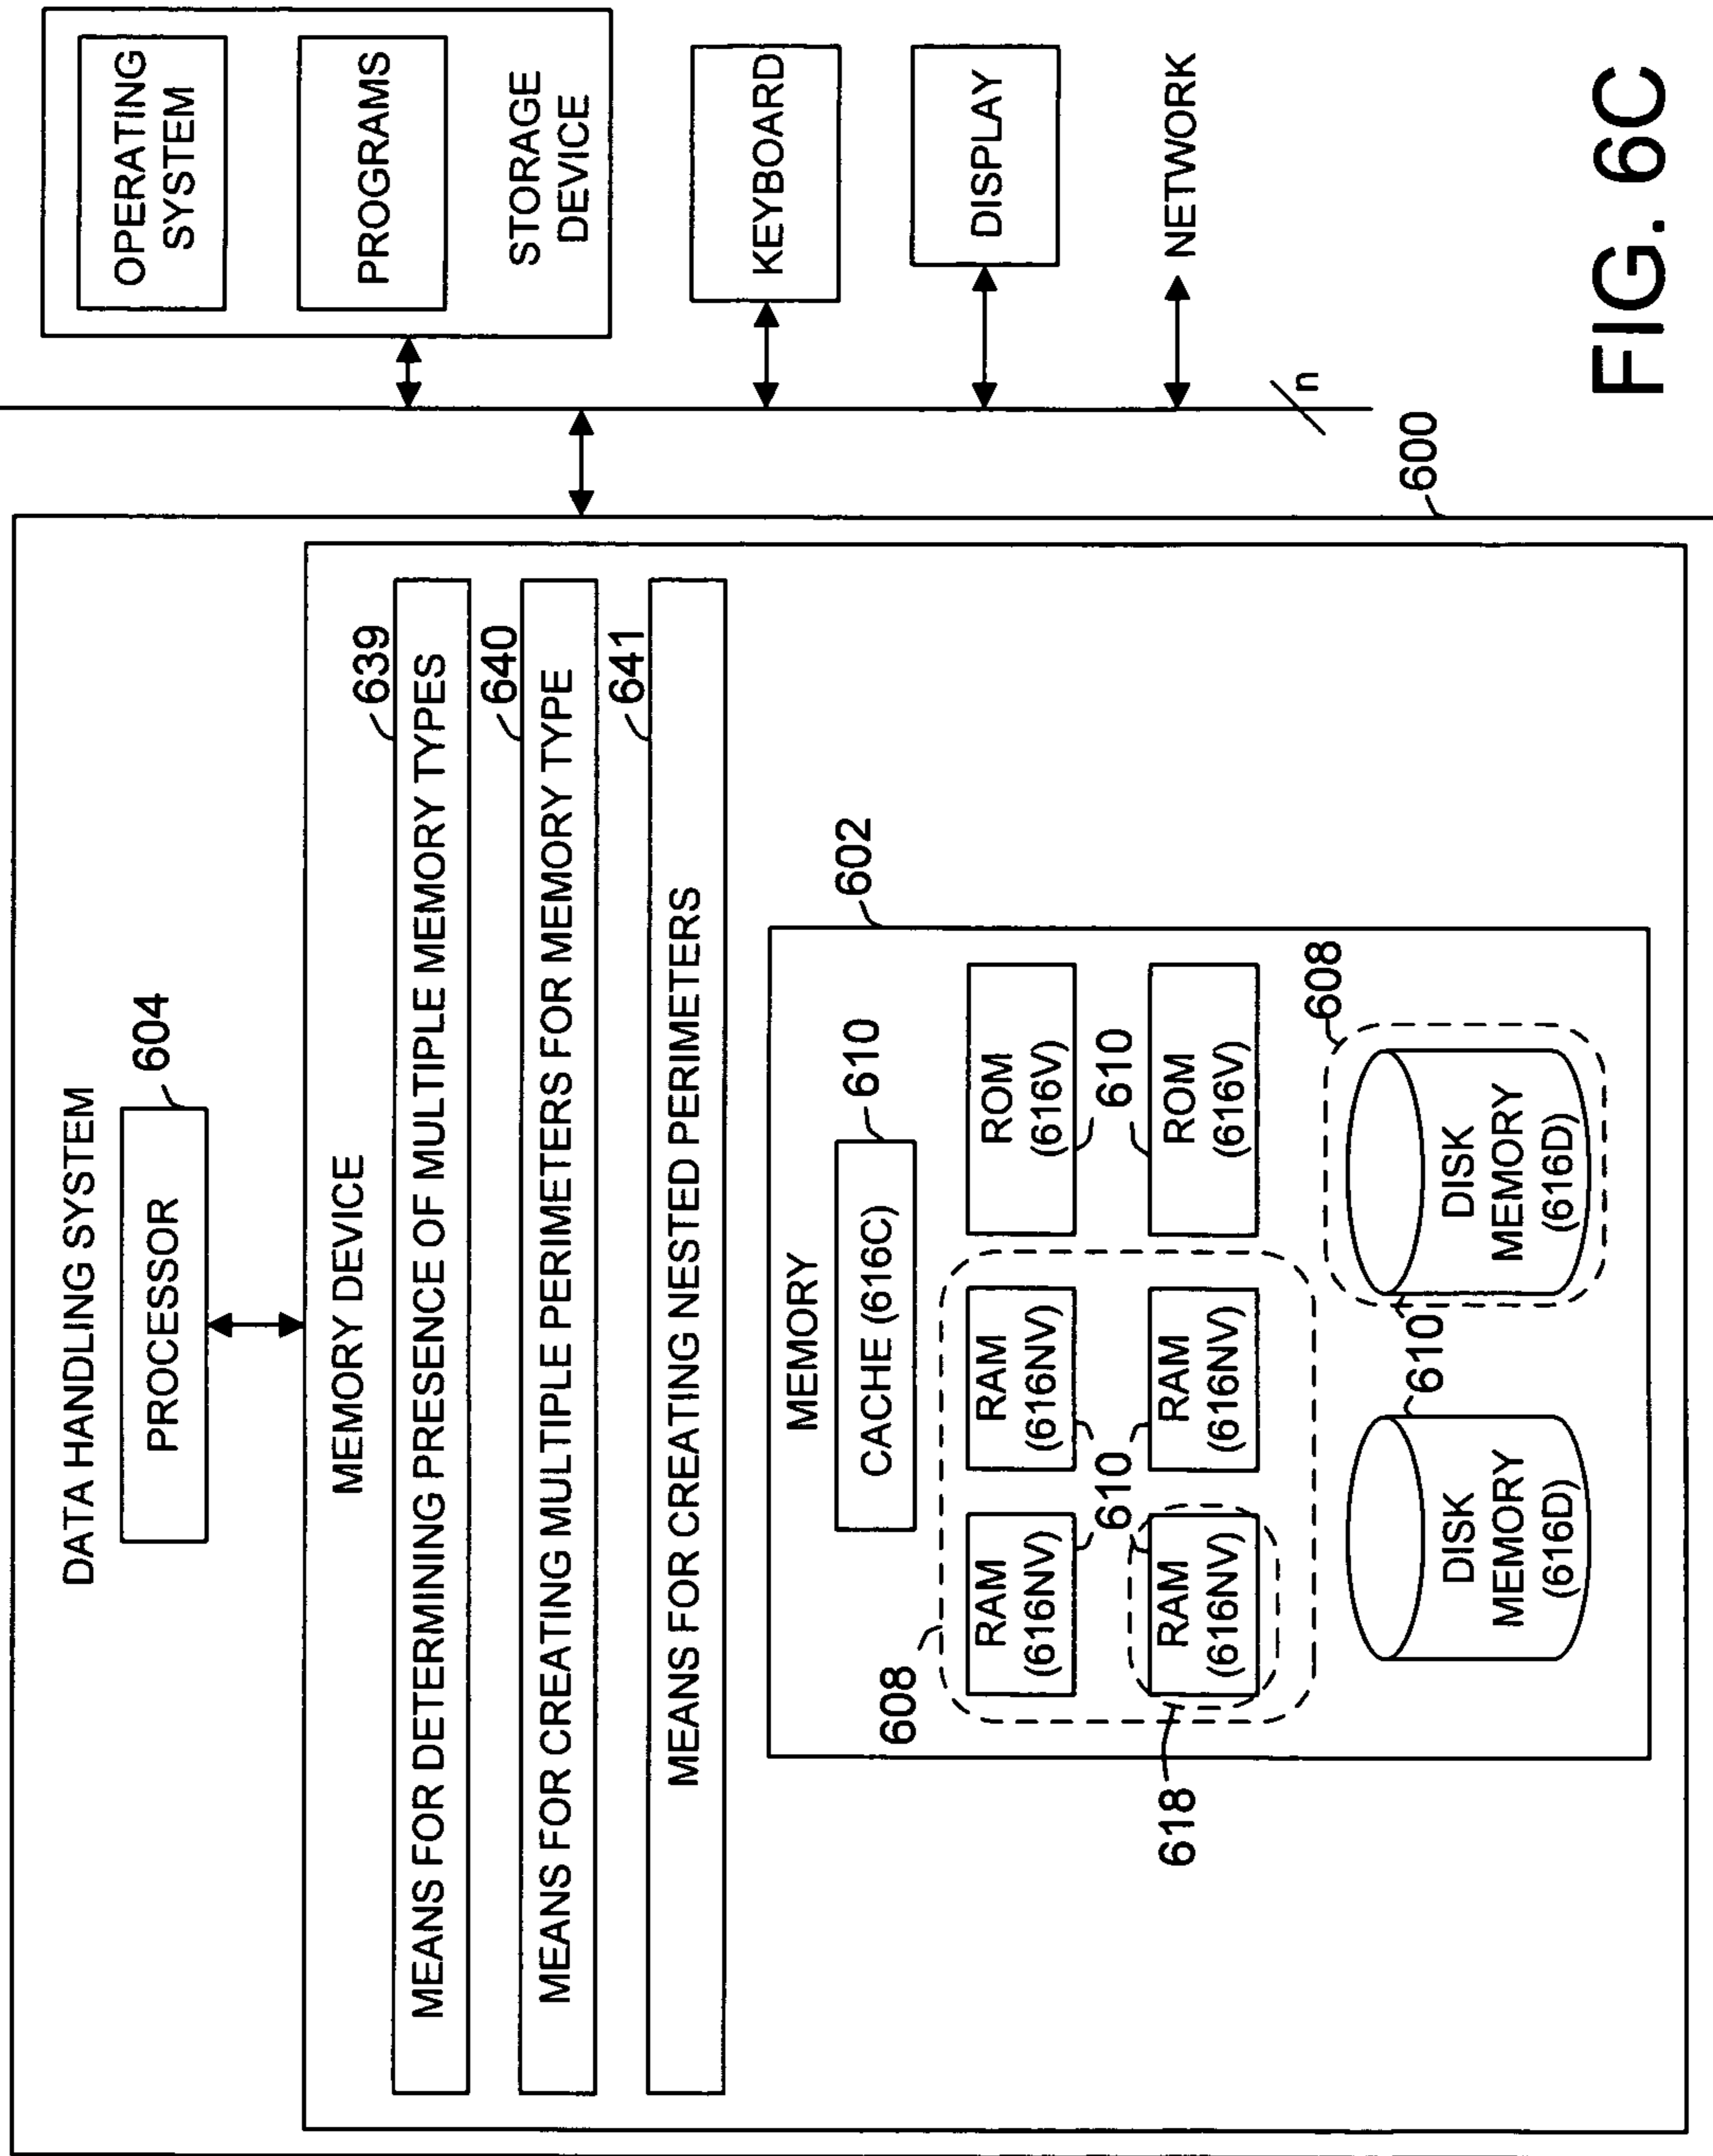 DATA HANDLING SYSTEM
PROCESSOR
604
MEMORY DEVICE
639
MEANS FOR DETERMINING PRESENCE OF MULTIPLE MEMORY TYPES
640
MEANS FOR CREATING MULTIPLE PERIMETERS FOR MEMORY TYPE
641
MEANS FOR CREATING NESTED PERIMETERS
602
MEMORY
610
CACHE (616C)
608
RAM
(616NV)
RAM
(616NV)
ROM
(616V)
610
610
618
RAM
(616NV)
RAM
(616NV)
ROM
(616V)
608
DISK
MEMORY
(616D)
610
DISK
MEMORY
(616D)
600
n
OPERATING
SYSTEM
PROGRAMS
STORAGE
DEVICE
KEYBOARD
DISPLAY
NETWORK
FIG. 6C